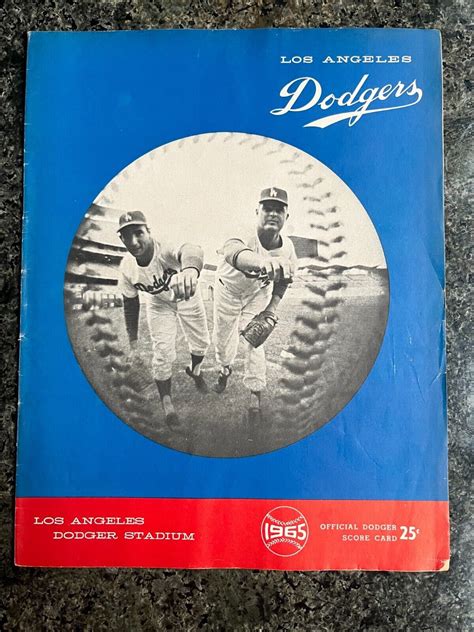 LOS ANGELES
Dodgers
LOS ANGELES
DODGER STADIUM
1965
OFFICIAL DODGER
SCORE CARD 25¢